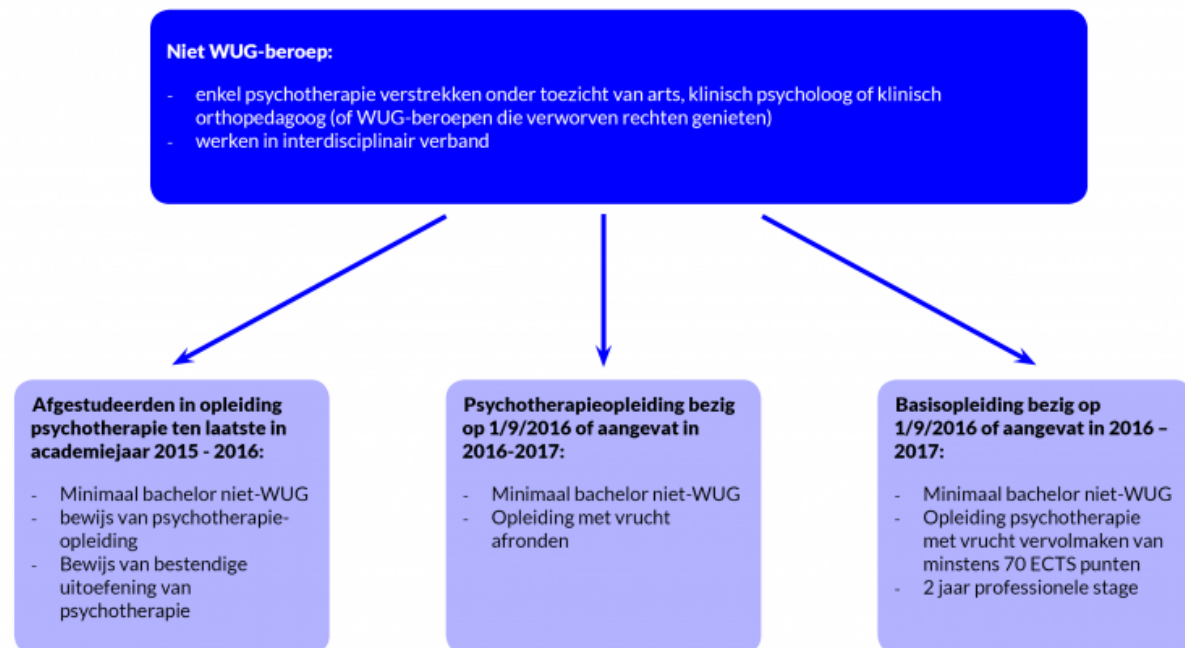 Niet WUG-beroep:
- enkel psychotherapie verstrekken onder toezicht van arts, klinisch psycholoog of klinisch
orthopedagoog (of WUG-beroepen die verworven rechten genieten)
- werken in interdisciplinair verband
Afgestudeerden in opleiding
psychotherapie ten laatste in
academiejaar 2015 - 2016:
- Minimaal bachelor niet-WUG
- bewijs van psychotherapie-
opleiding
- Bewijs van bestendige
uitoefening van
psychotherapie
Psychotherapieopleiding bezig
op 1/9/2016 of aangevat in
2016-2017:
- Minimaal bachelor niet-WUG
- Opleiding met vrucht
afronden
Basisopleiding bezig op
1/9/2016 of aangevat in 2016 –
2017:
- Minimaal bachelor niet-WUG
- Opleiding psychotherapie
met vrucht vervolmaken van
minstens 70 ECTS punten
- 2 jaar professionele stage